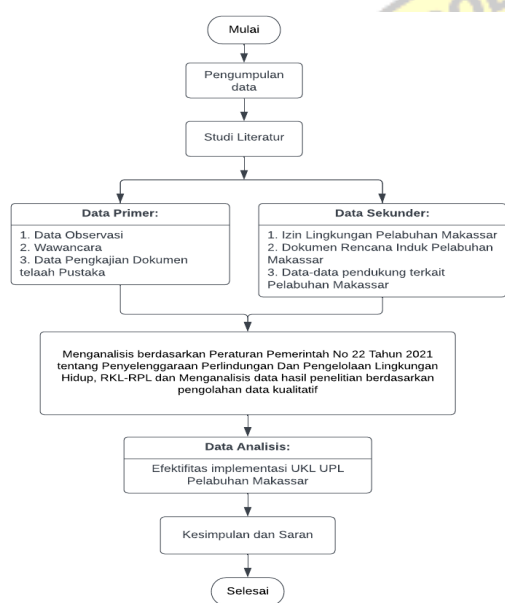 Mulai
Pengumpulan
data
Studi Literatur
Data Primer:
1. Data Observasi
2. Wawancara
3. Data Pengkajian Dokumen
telaah Pustaka
Data Sekunder:
1. Izin Lingkungan Pelabuhan Makassar
2. Dokumen Rencana Induk Pelabuhan
Makassar
3. Data-data pendukung terkait
Pelabuhan Makassar
Menganalisis berdasarkan Peraturan Pemerintah No 22 Tahun 2021
tentang Penyelenggaraan Perlindungan Dan Pengelolaan Lingkungan
Hidup, RKL-RPL dan Menganalisis data hasil penelitian berdasarkan
pengolahan data kualitatif
Data Analisis:
Efektifitas implementasi UKL UPL
Pelabuhan Makassar
Kesimpulan dan Saran
Selesai